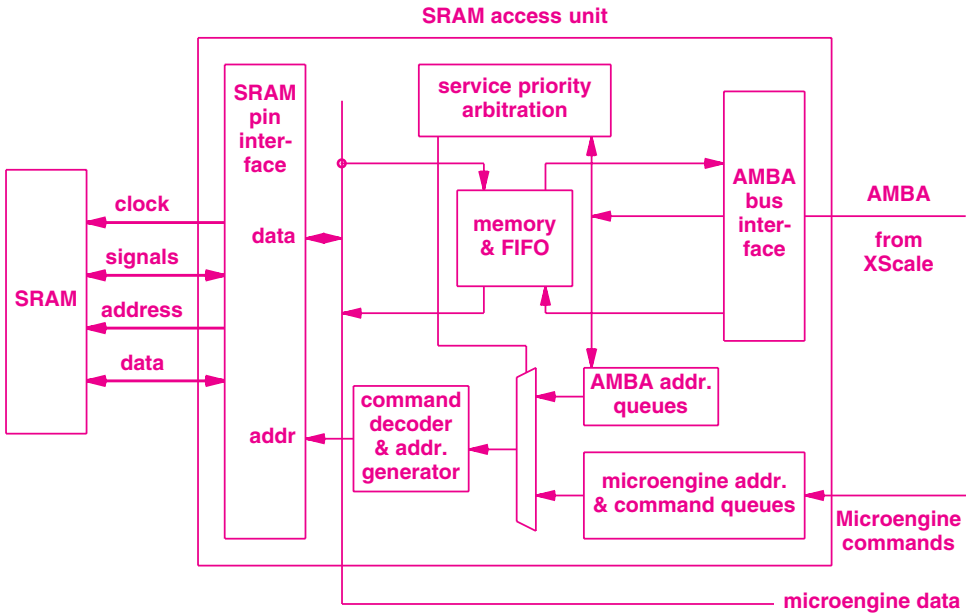 SRAM access unit
SRAM
pin
inter-
face
data
addr
service priority
arbitration
memory
& FIFO
AMBA
bus
inter-
face
AMBA
from
XScale
SRAM
clock
signals
address
data
command
decoder
& addr.
generator
AMBA addr.
queues
microengine addr.
& command queues
Microengine
commands
microengine data